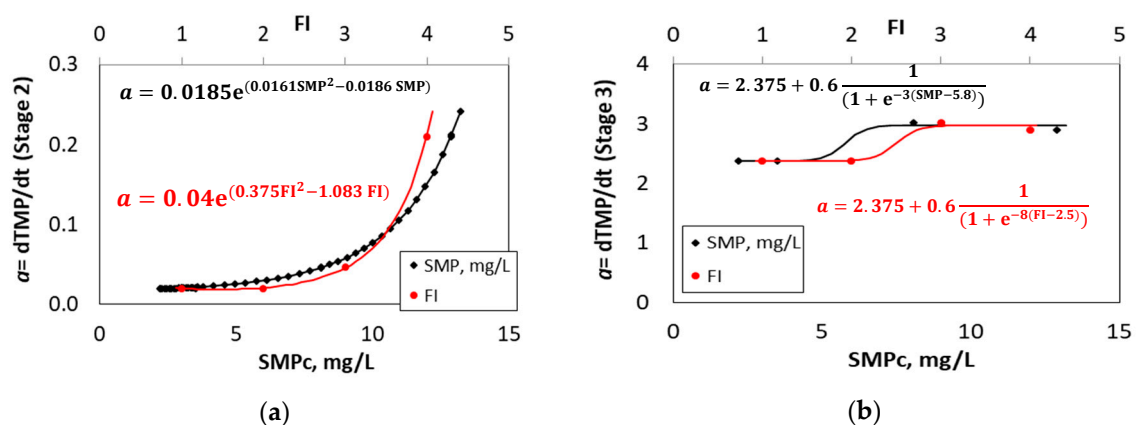 FI
0 1 2 3 4 5
0.3
0.2
0.1
0.0
a= dTMP/dt (Stage 2)
a = 0.0185e^(0.0161SMP²−0.0186 SMP)
a = 0.04e^(0.375FI²−1.083 FI)
SMP, mg/L
FI
0 5 10 15
SMPc, mg/L
(a)
FI
0 1 2 3 4 5
4
3
2
1
0
a= dTMP/dt (Stage 3)
a = 2.375 + 0.6 1/(1 + e^−3(SMP−5.8))
a = 2.375 + 0.6 1/(1 + e^−8(FI−2.5))
SMP, mg/L
FI
0 5 10 15
SMPc, mg/L
(b)